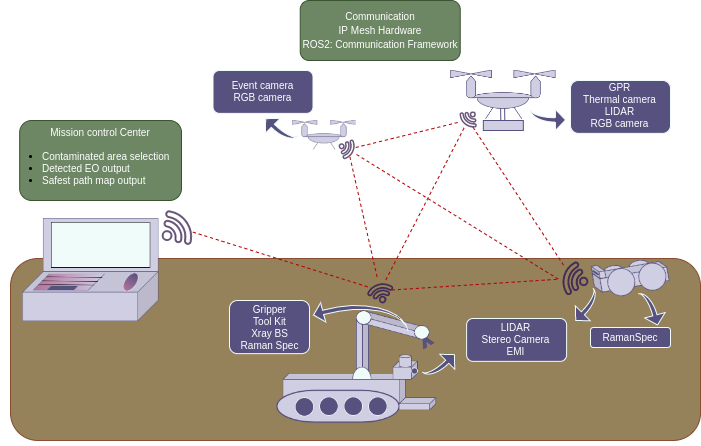 Communication
IP Mesh Hardware
ROS2: Communication Framework
Event camera
RGB camera
GPR
Thermal camera
LIDAR
RGB camera
Mission control Center
• Contaminated area selection
• Detected EO output
• Safest path map output
Gripper
Tool Kit
Xray BS
Raman Spec
LIDAR
Stereo Camera
EMI
RamanSpec